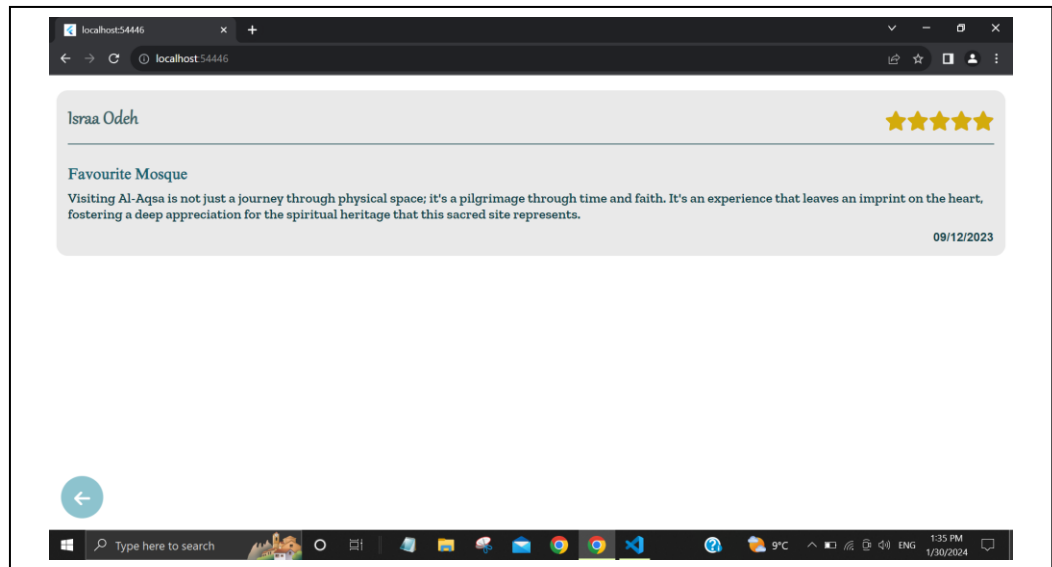 localhost:54446
localhost:54446
Israa Odeh
Favourite Mosque
Visiting Al-Aqsa is not just a journey through physical space; it's a pilgrimage through time and faith. It's an experience that leaves an imprint on the heart,
fostering a deep appreciation for the spiritual heritage that this sacred site represents.
09/12/2023
Type here to search
9°C
ENG
1:35 PM
1/30/2024